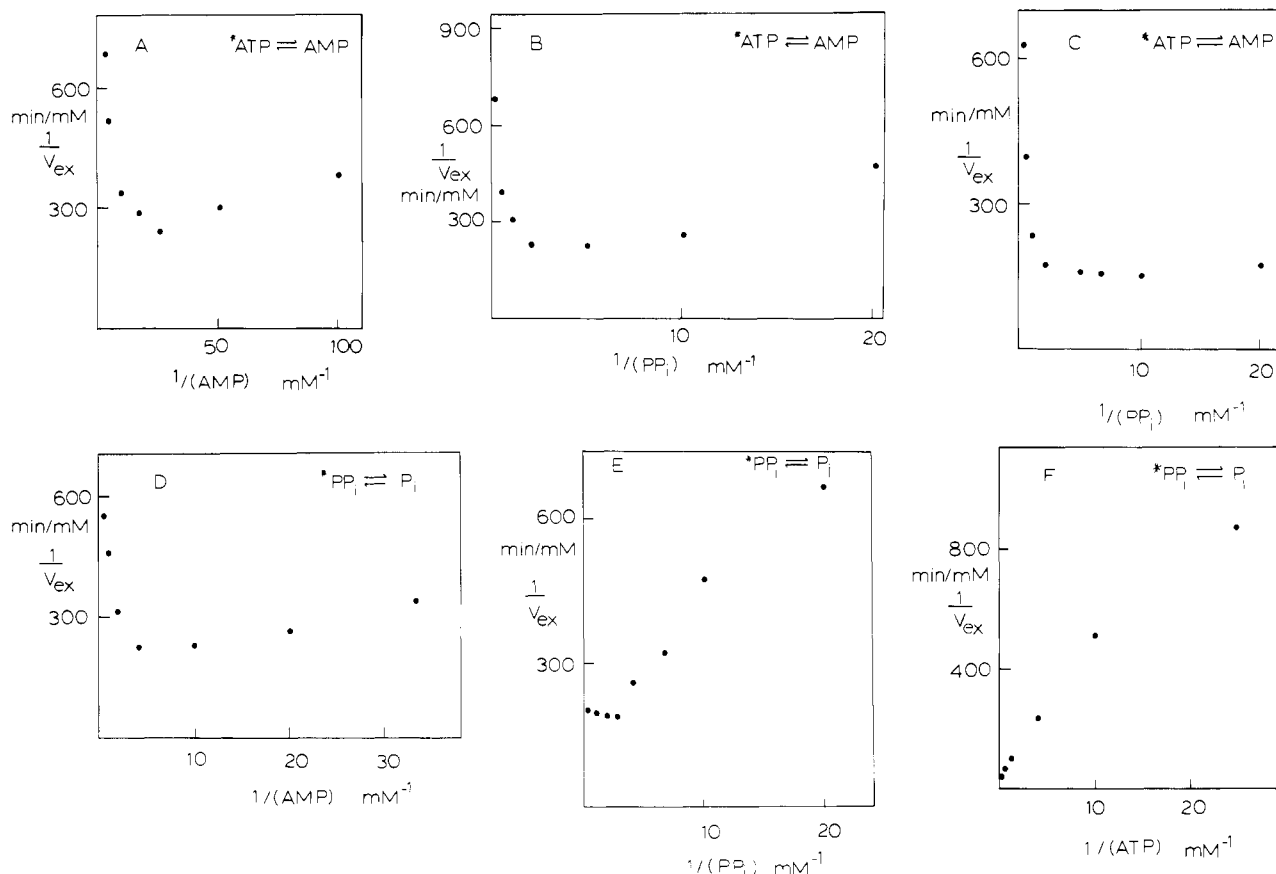 A
*ATP ⇌ AMP
600
min/mM
1
Vex
300
50
100
1/(AMP) mM-1
900
B
*ATP ⇌ AMP
600
1
Vex
min/mM
300
10
20
1/(PPi) mM-1
C
*ATP ⇌ AMP
600
min/mM
1
Vex
300
10
20
1/(PPi) mM-1
D
*PPi ⇌ Pi
600
min/mM
1
Vex
300
10
20
30
1/(AMP) mM-1
E
*PPi ⇌ Pi
600
min/mM
1
Vex
300
10
20
1/(PPi) mM-1
F
*PPi ⇌ Pi
800
min/mM
1
Vex
400
10
20
1/(ATP) mM-1